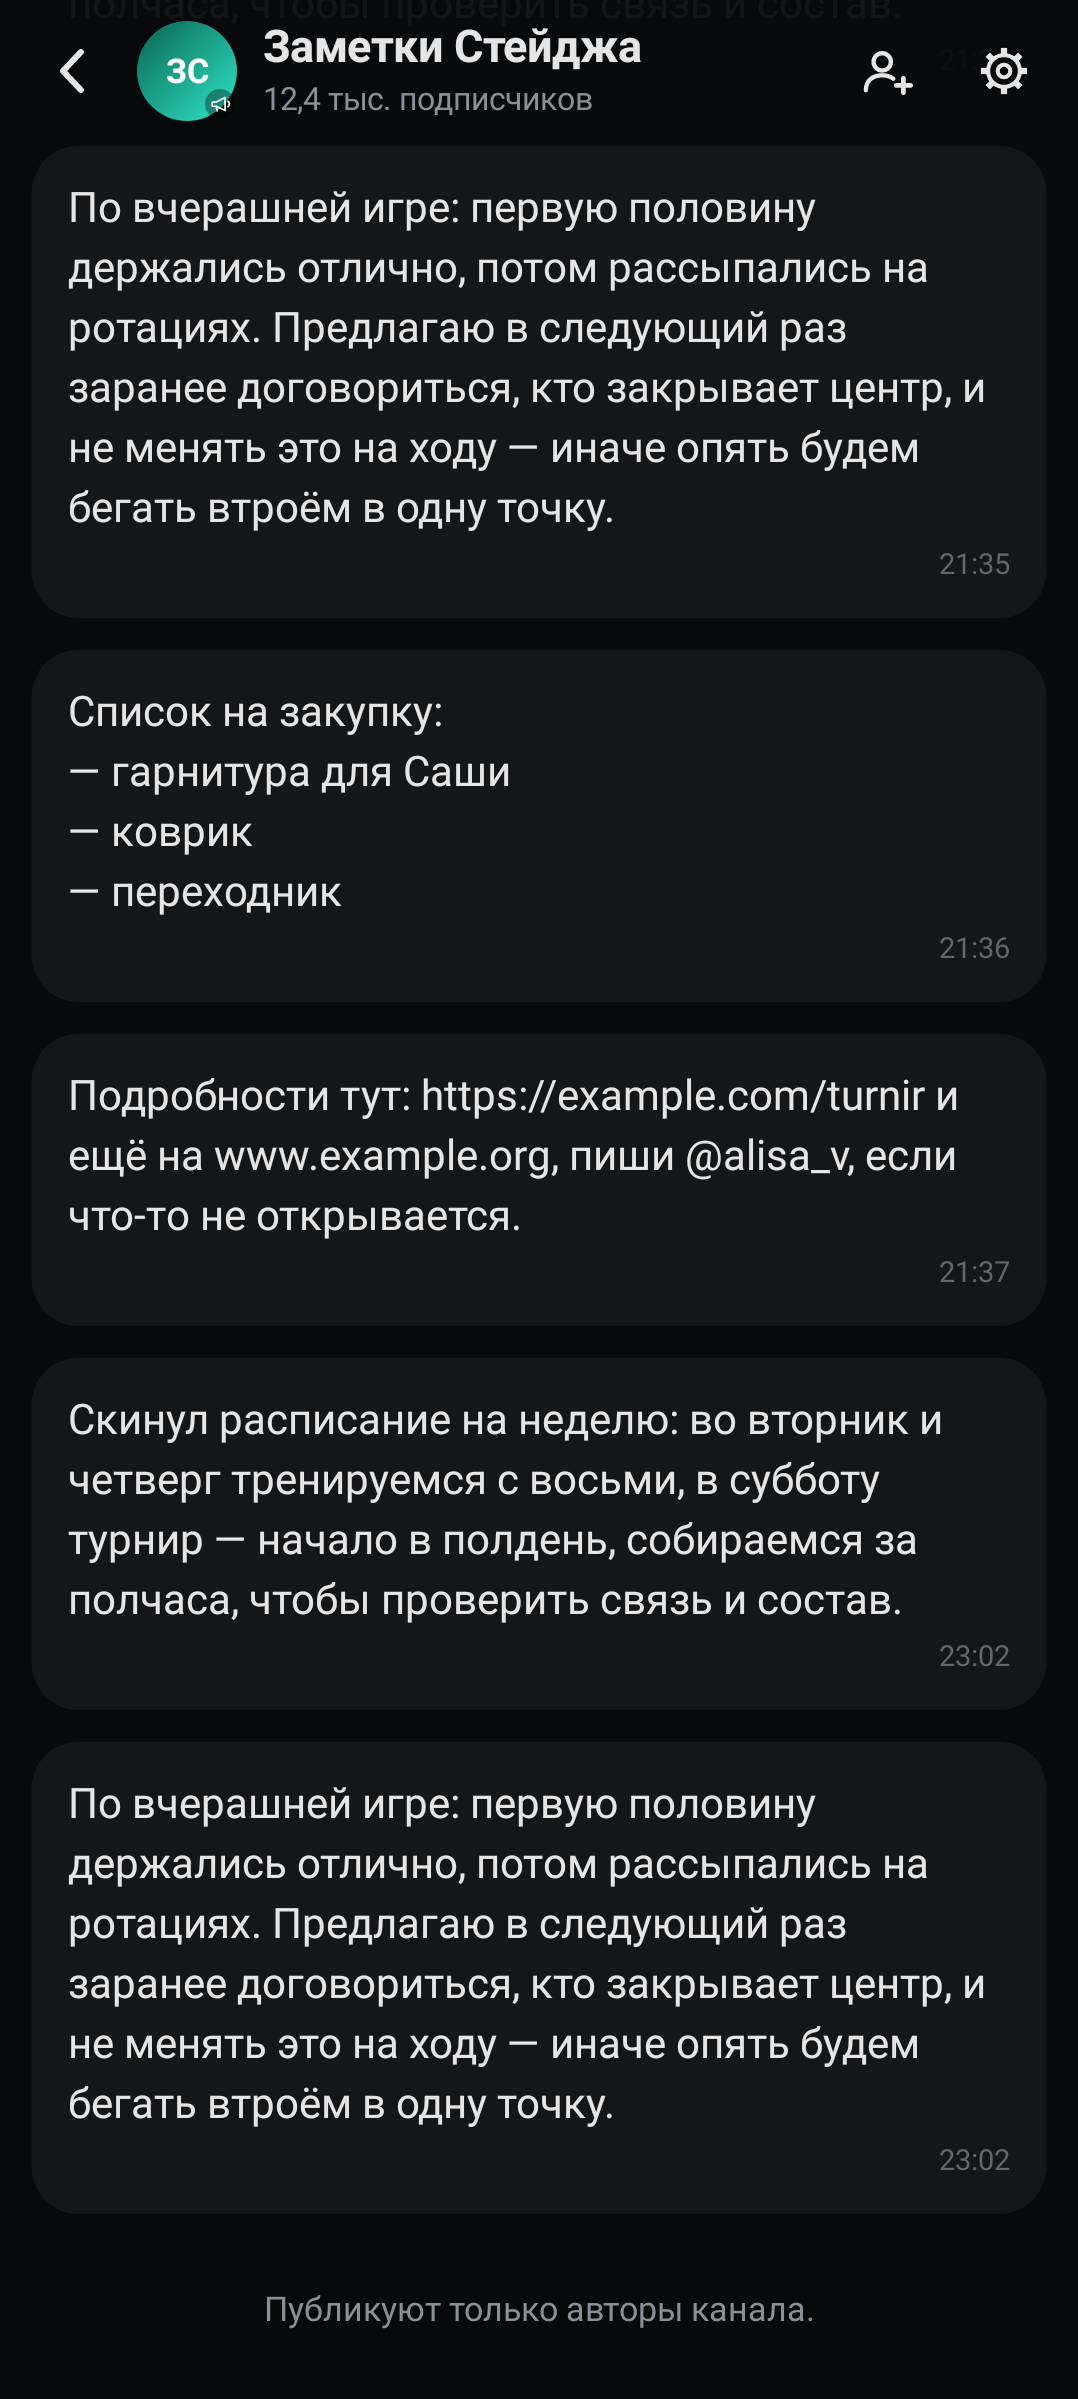 полчаса, чтобы проверить связь и состав.
ЗС
Заметки Стейджа
12,4 тыс. подписчиков
По вчерашней игре: первую половину
держались отлично, потом рассыпались на
ротациях. Предлагаю в следующий раз
заранее договориться, кто закрывает центр, и
не менять это на ходу — иначе опять будем
бегать втроём в одну точку.
21:35
Список на закупку:
— гарнитура для Саши
— коврик
— переходник
21:36
Подробности тут: https://example.com/turnir и
ещё на www.example.org, пиши @alisa_v, если
что-то не открывается.
21:37
Скинул расписание на неделю: во вторник и
четверг тренируемся с восьми, в субботу
турнир — начало в полдень, собираемся за
полчаса, чтобы проверить связь и состав.
23:02
По вчерашней игре: первую половину
держались отлично, потом рассыпались на
ротациях. Предлагаю в следующий раз
заранее договориться, кто закрывает центр, и
не менять это на ходу — иначе опять будем
бегать втроём в одну точку.
23:02
Публикуют только авторы канала.